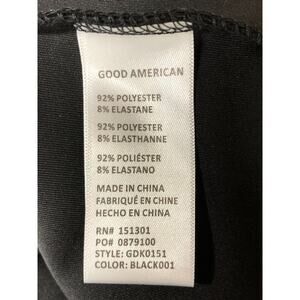 GOOD AMERICAN
92% POLYESTER
8% ELASTANE
92% POLYESTER
8% ELASTHANNE
92% POLIÉSTER
8% ELASTANO
MADE IN CHINA
FABRIQUÉ EN CHINE
HECHO EN CHINA
RN# 151301
PO# 0879100
STYLE: GDK0151
COLOR: BLACK001